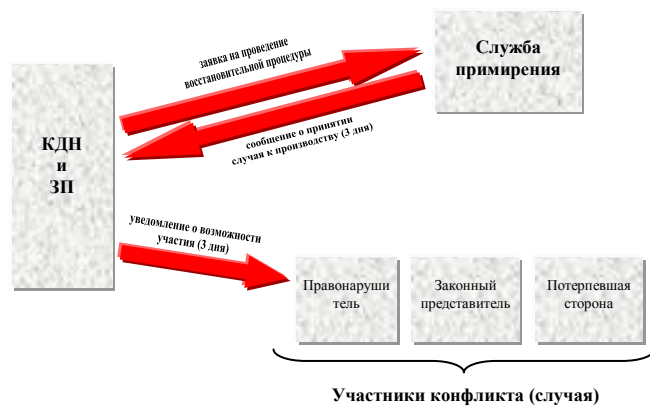 заявка на проведение
восстановительной процедуры
Служба
примирения
КДН
и
ЗП
сообщение о принятии
случая к производству (3 дня)
уведомление о возможности
участия (3 дня)
Правонаруши
тель
Законный
представитель
Потерпевшая
сторона
Участники конфликта (случая)